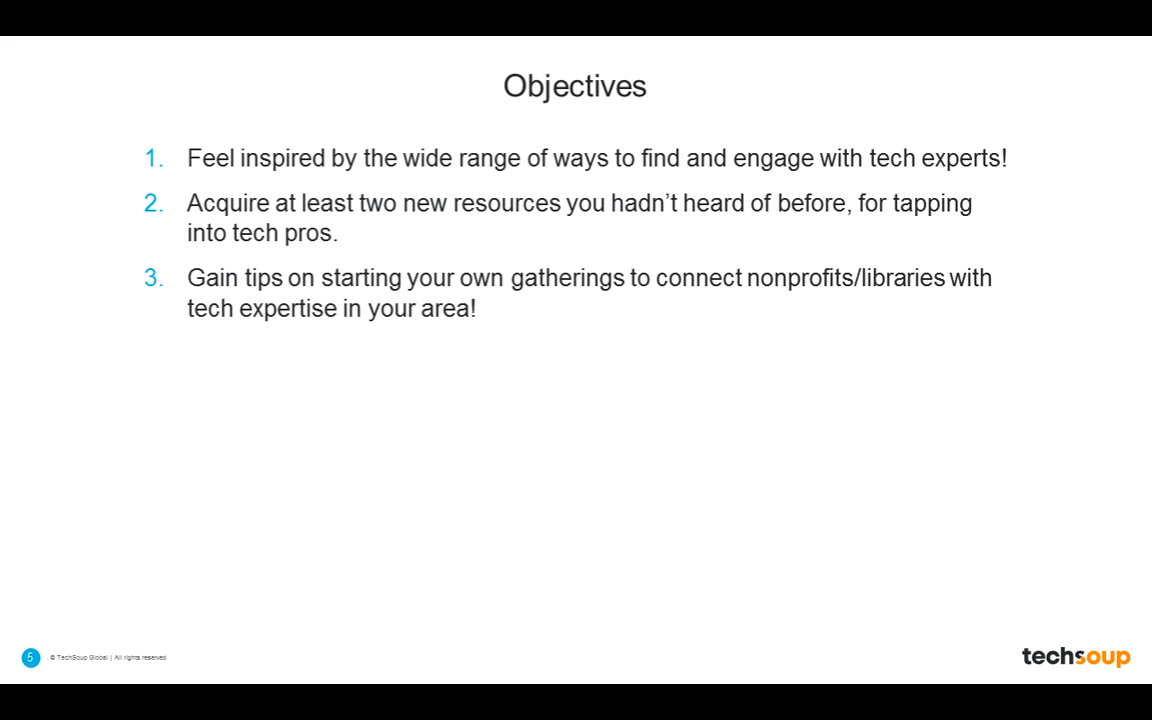 Objectives
1. Feel inspired by the wide range of ways to find and engage with tech experts!
2. Acquire at least two new resources you hadn’t heard of before, for tapping
into tech pros.
3. Gain tips on starting your own gatherings to connect nonprofits/libraries with
tech expertise in your area!
5 © TechSoup Global | All rights reserved
techsoup